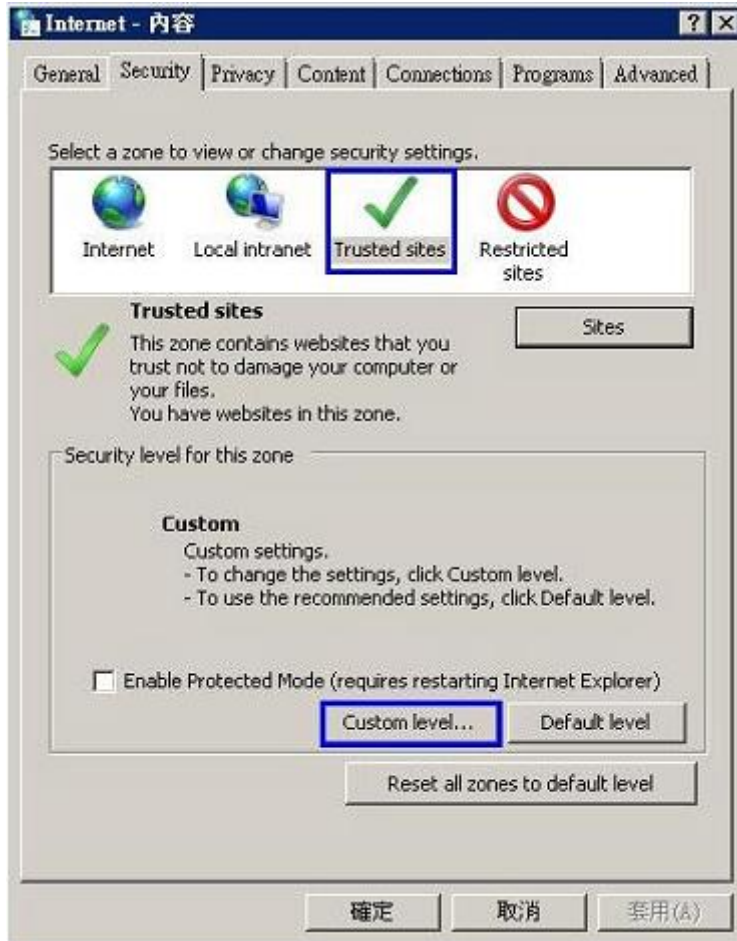 Internet - 內容
General Security Privacy Content Connections Programs Advanced
Select a zone to view or change security settings.
Internet Local intranet Trusted sites Restricted sites
Trusted sites
Sites
This zone contains websites that you
trust not to damage your computer or
your files.
You have websites in this zone.
Security level for this zone
Custom
Custom settings.
- To change the settings, click Custom level.
- To use the recommended settings, click Default level.
Enable Protected Mode (requires restarting Internet Explorer)
Custom level... Default level
Reset all zones to default level
確定 取消 套用(A)